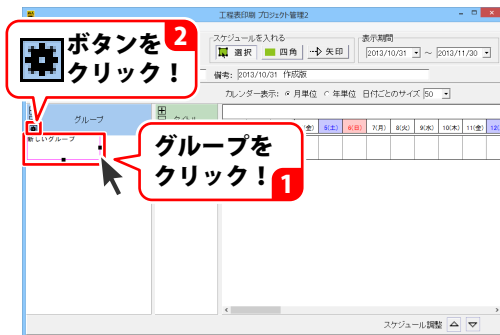 工程表印刷 プロジェクト管理2
ボタンを
クリック！
2
スケジュールを入れる
選択
四角
矢印
表示期間
2013/10/31 ～ 2013/11/30
備考: 2013/10/31 作成版
カレンダー表示: 月単位 年単位 日付ごとのサイズ 50
グループ
タイトル
(金) 5(土) 6(日) 7(月) 8(火) 9(水) 10(木) 11(金)
新しいグループ
グループを
クリック！
1
スケジュール調整